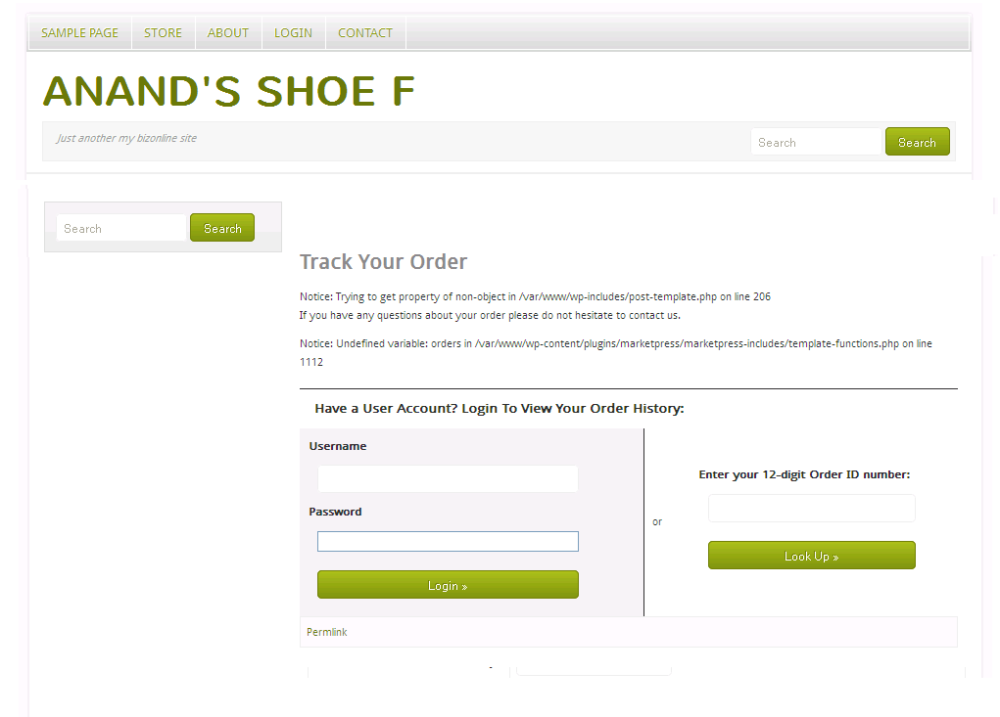 SAMPLE PAGE STORE ABOUT LOGIN CONTACT
ANAND'S SHOE F
Just another my bizonline site
Search Search
Search Search
Track Your Order
Notice: Trying to get property of non-object in /var/www/wp-includes/post-template.php on line 206
If you have any questions about your order please do not hesitate to contact us.
Notice: Undefined variable: orders in /var/www/wp-content/plugins/marketpress/marketpress-includes/template-functions.php on line
1112
Have a User Account? Login To View Your Order History:
Username
Enter your 12-digit Order ID number:
Password
or
Look Up »
Login »
Permlink